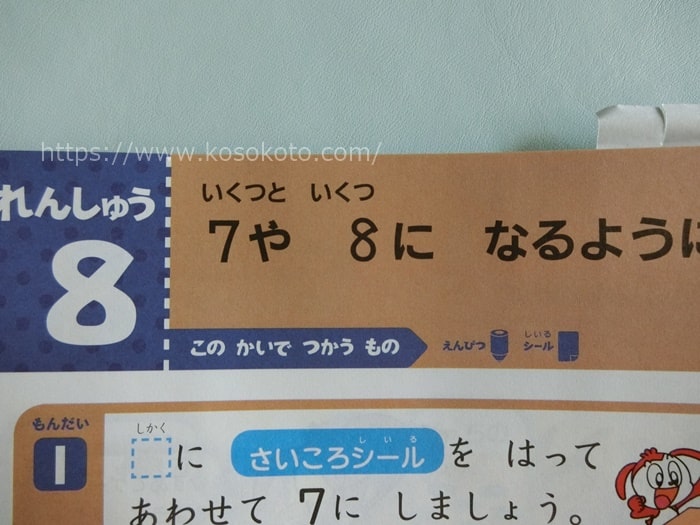 https://www.kosokoto.com/
れんしゅう
8
いくつと いくつ
7や 8に なるように
この かいで つかう もの
えんぴつ
しいる
シール
もんだい
1
しかく
しいる
に さいころシール を はって
あわせて 7に しましょう。